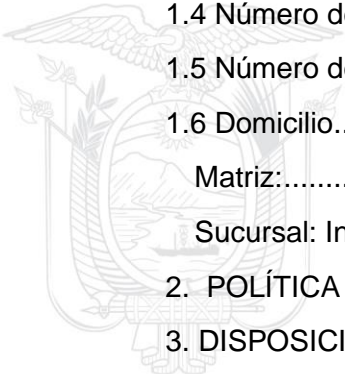 1.4 Número d
1.5 Número d
1.6 Domicilio..
Matriz:........
Sucursal: In
2. POLÍTICA
3. DISPOSICI